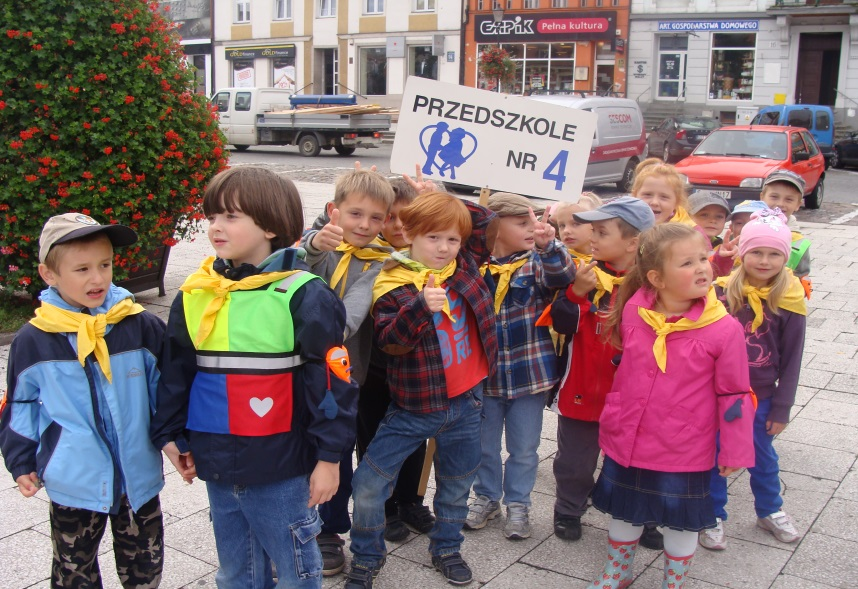 EMPiK Pełna kultura
ART. GOSPODARSTWA DOMOWEGO
PRZEDSZKOLE
NR 4